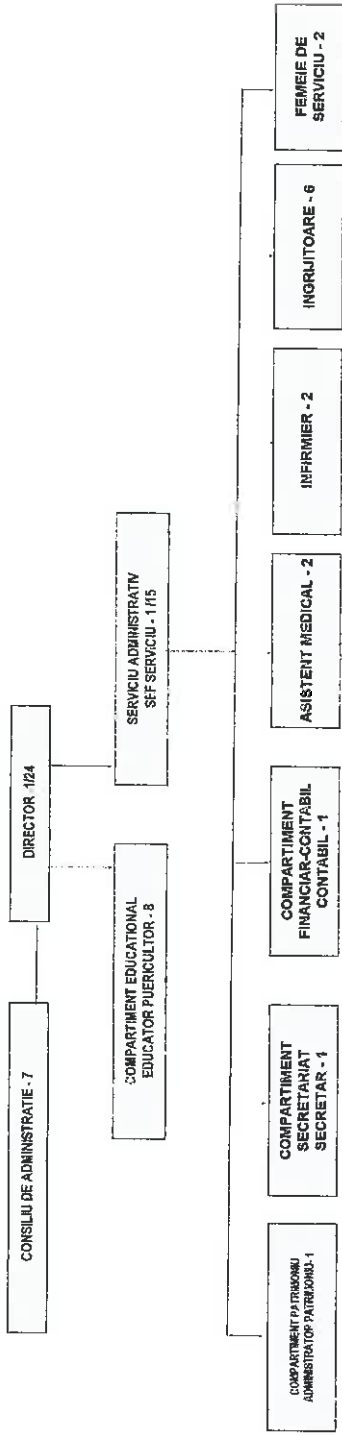 CONSILIU DE ADMINISTRATIE - 7
DIRECTOR -1/24
COMPARTIMENT EDUCATIONAL
EDUCATOR PUERICULTOR - 8
SERVICIU ADMINISTRATIV
SEF SERVICIU - 1/15
COMPARTIMENT PATRIMONIU
ADMINISTRATOR PATRIMONIU- 1
COMPARTIMENT
SECRETARIAT
SECRETAR - 1
COMPARTIMENT
FINANCIAR-CONTABIL
CONTABIL - 1
ASISTENT MEDICAL - 2
INFIRMIER - 2
INGRIJITOARE - 6
FEMEIE DE
SERVICIU - 2